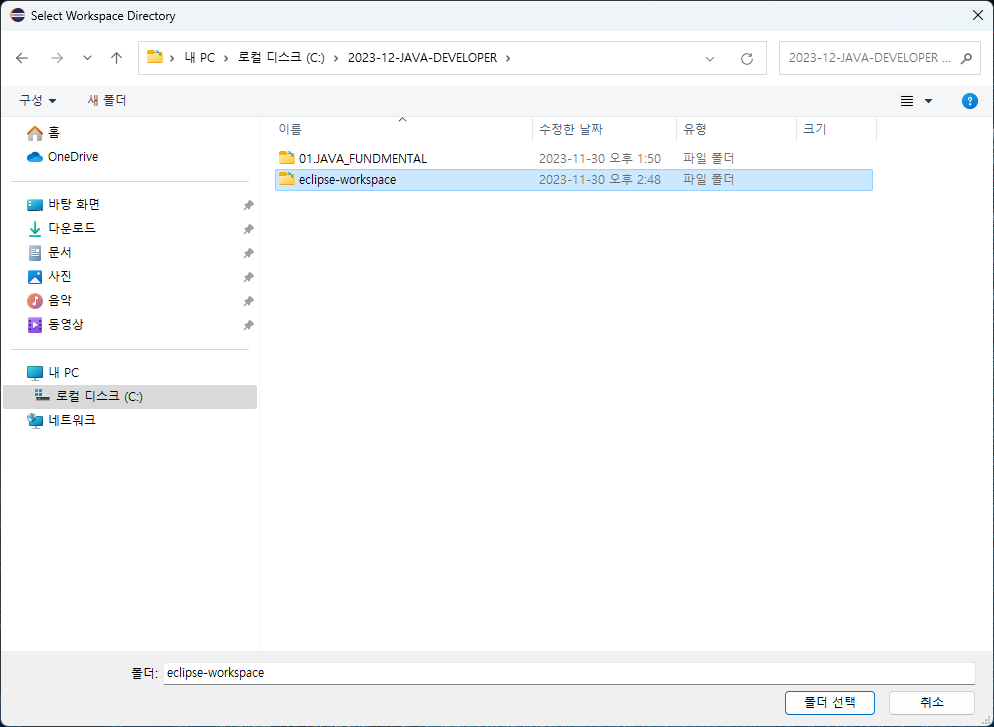 Select Workspace Directory
내 PC > 로컬 디스크 (C:) > 2023-12-JAVA-DEVELOPER >
2023-12-JAVA-DEVELOPER ...
구성
새 폴더
홈
OneDrive
바탕 화면
다운로드
문서
사진
음악
동영상
내 PC
로컬 디스크 (C:)
네트워크
이름 수정한 날짜 유형 크기
01.JAVA_FUNDMENTAL 2023-11-30 오후 1:50 파일 폴더
eclipse-workspace 2023-11-30 오후 2:48 파일 폴더
폴더: eclipse-workspace
폴더 선택 취소